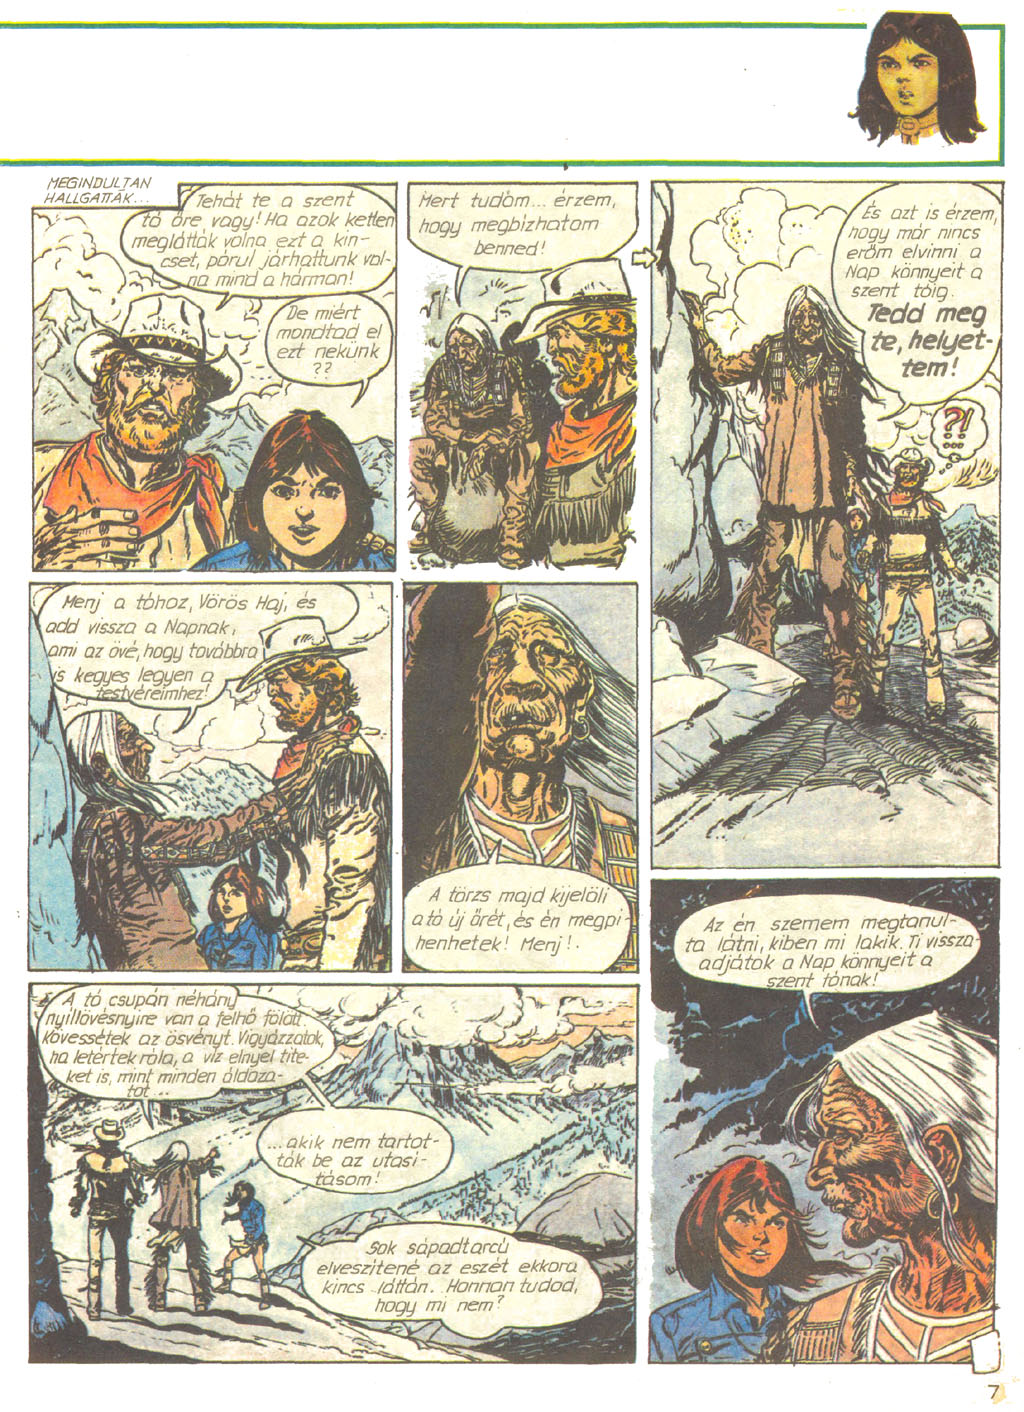 MEGINDULTAN
HALLGATTÁK...
Tehát te a szent
tó őre vagy! Ha azok ketten
meglátták volna ezt a kin-
cset, pórul járhattunk vol-
na mind a hárman!
De miért
mondtad el
ezt nekünk
??
Mert tudom... érzem,
hogy megbizhatom
benned!
És azt is érzem,
hogy már nincs
erőm elvinni a
Nap könnyeit a
szent tóig.
Tedd meg
te, helyet-
tem!
?!
...
Menj a tóhoz, Vörös Haj, és
add vissza a Napnak,
ami az övé, hogy továbbra
is kegyes legyen a
testvéreimhez!
A törzs majd kijelöli
a tó új őrét, és én megpi-
henhetek! Menj!.
A tó csupán néhány
nyillövésnyire van a felhő fölött.
kövessétek az ösvényt. Vigyázzatok,
ha letértek róla, a viz elnyel tite-
ket is, mint minden áldoza-
tot...
...akik nem tartot-
ták be az utasi-
tásom!
Sok sápadtarcú
elveszitené az eszét ekkora
kincs láttán. Honnan tudod,
hogy mi nem?
Az én szemem megtanul-
ta látni, kiben mi lakik. Ti vissza-
adjátok a Nap könnyeit a
szent tónak!
7